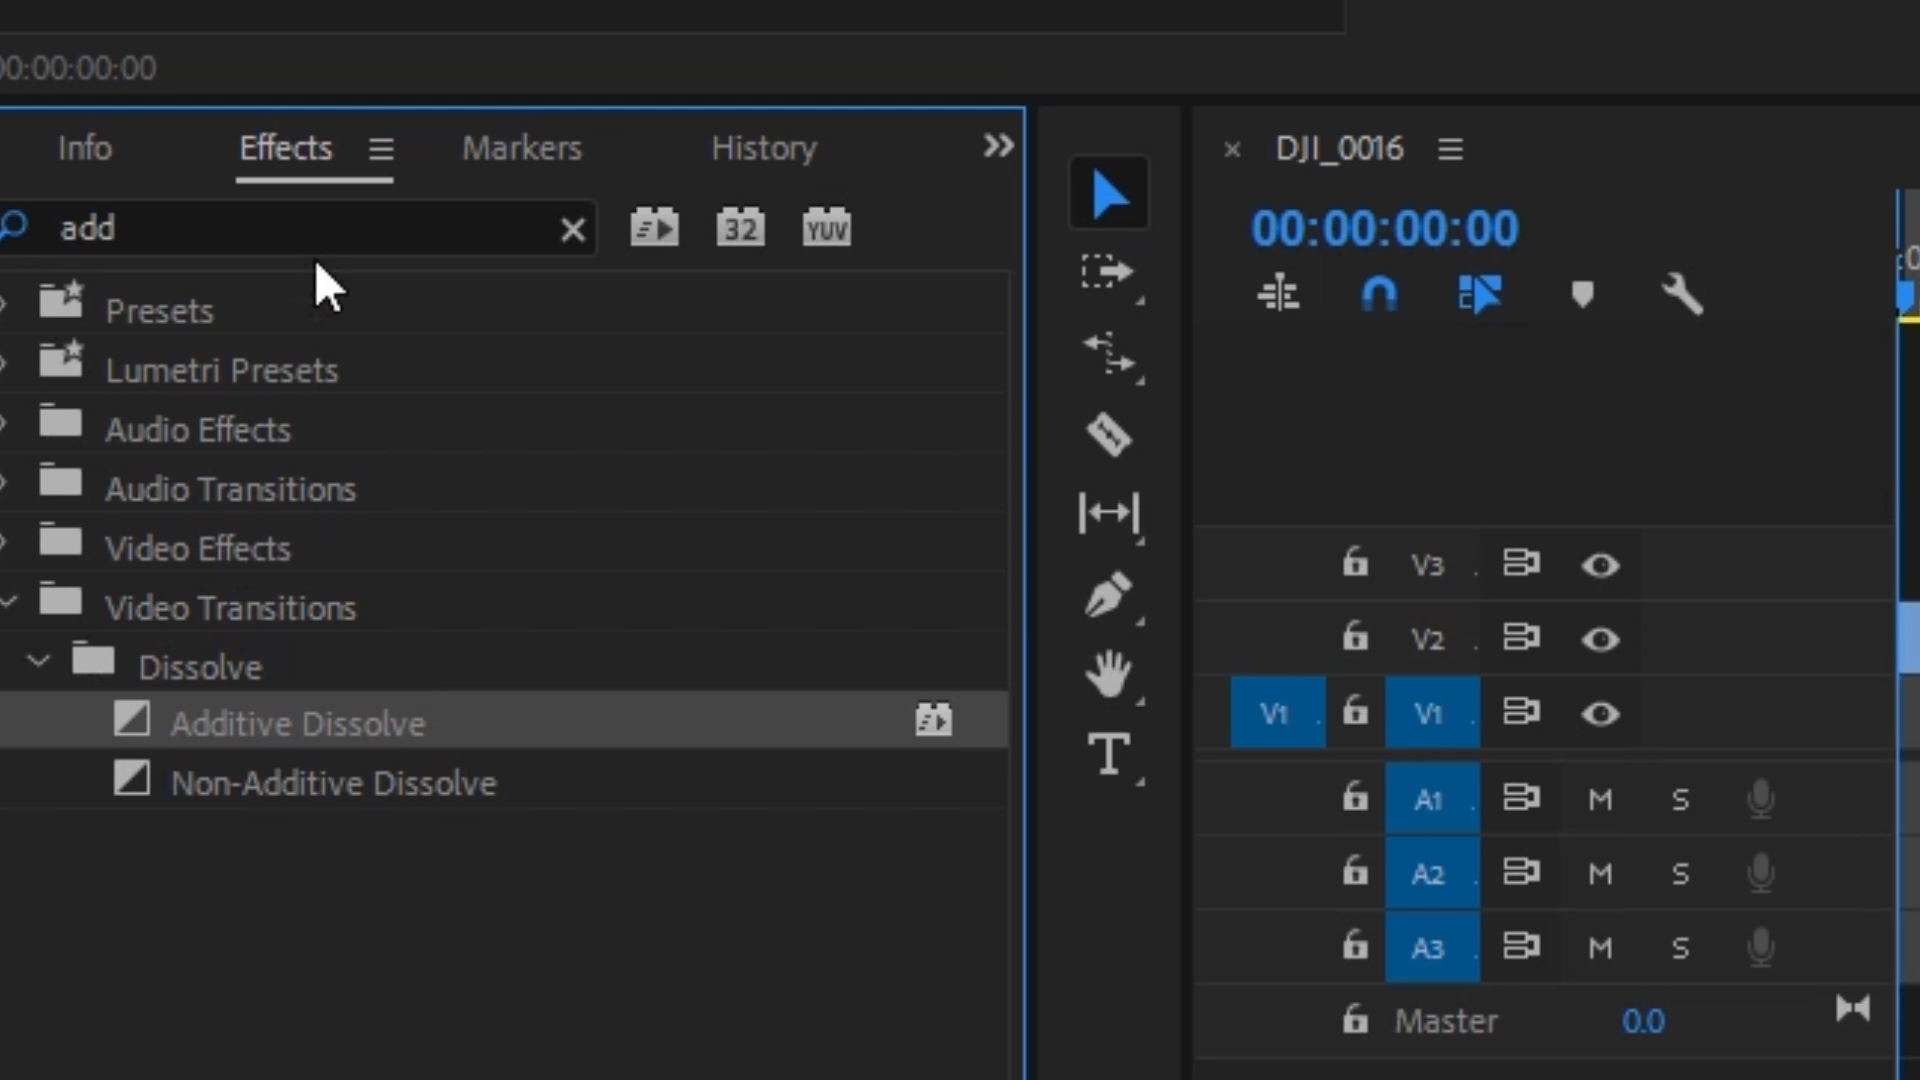 00:00:00:00
Info
Effects
Markers
History
add
32
YUV
Presets
Lumetri Presets
Audio Effects
Audio Transitions
Video Effects
Video Transitions
Dissolve
Additive Dissolve
Non-Additive Dissolve
T
DJI_0016
00:00:00:00
V3
V2
V1 V1
A1 M S
A2 M S
A3 M S
Master 0.0